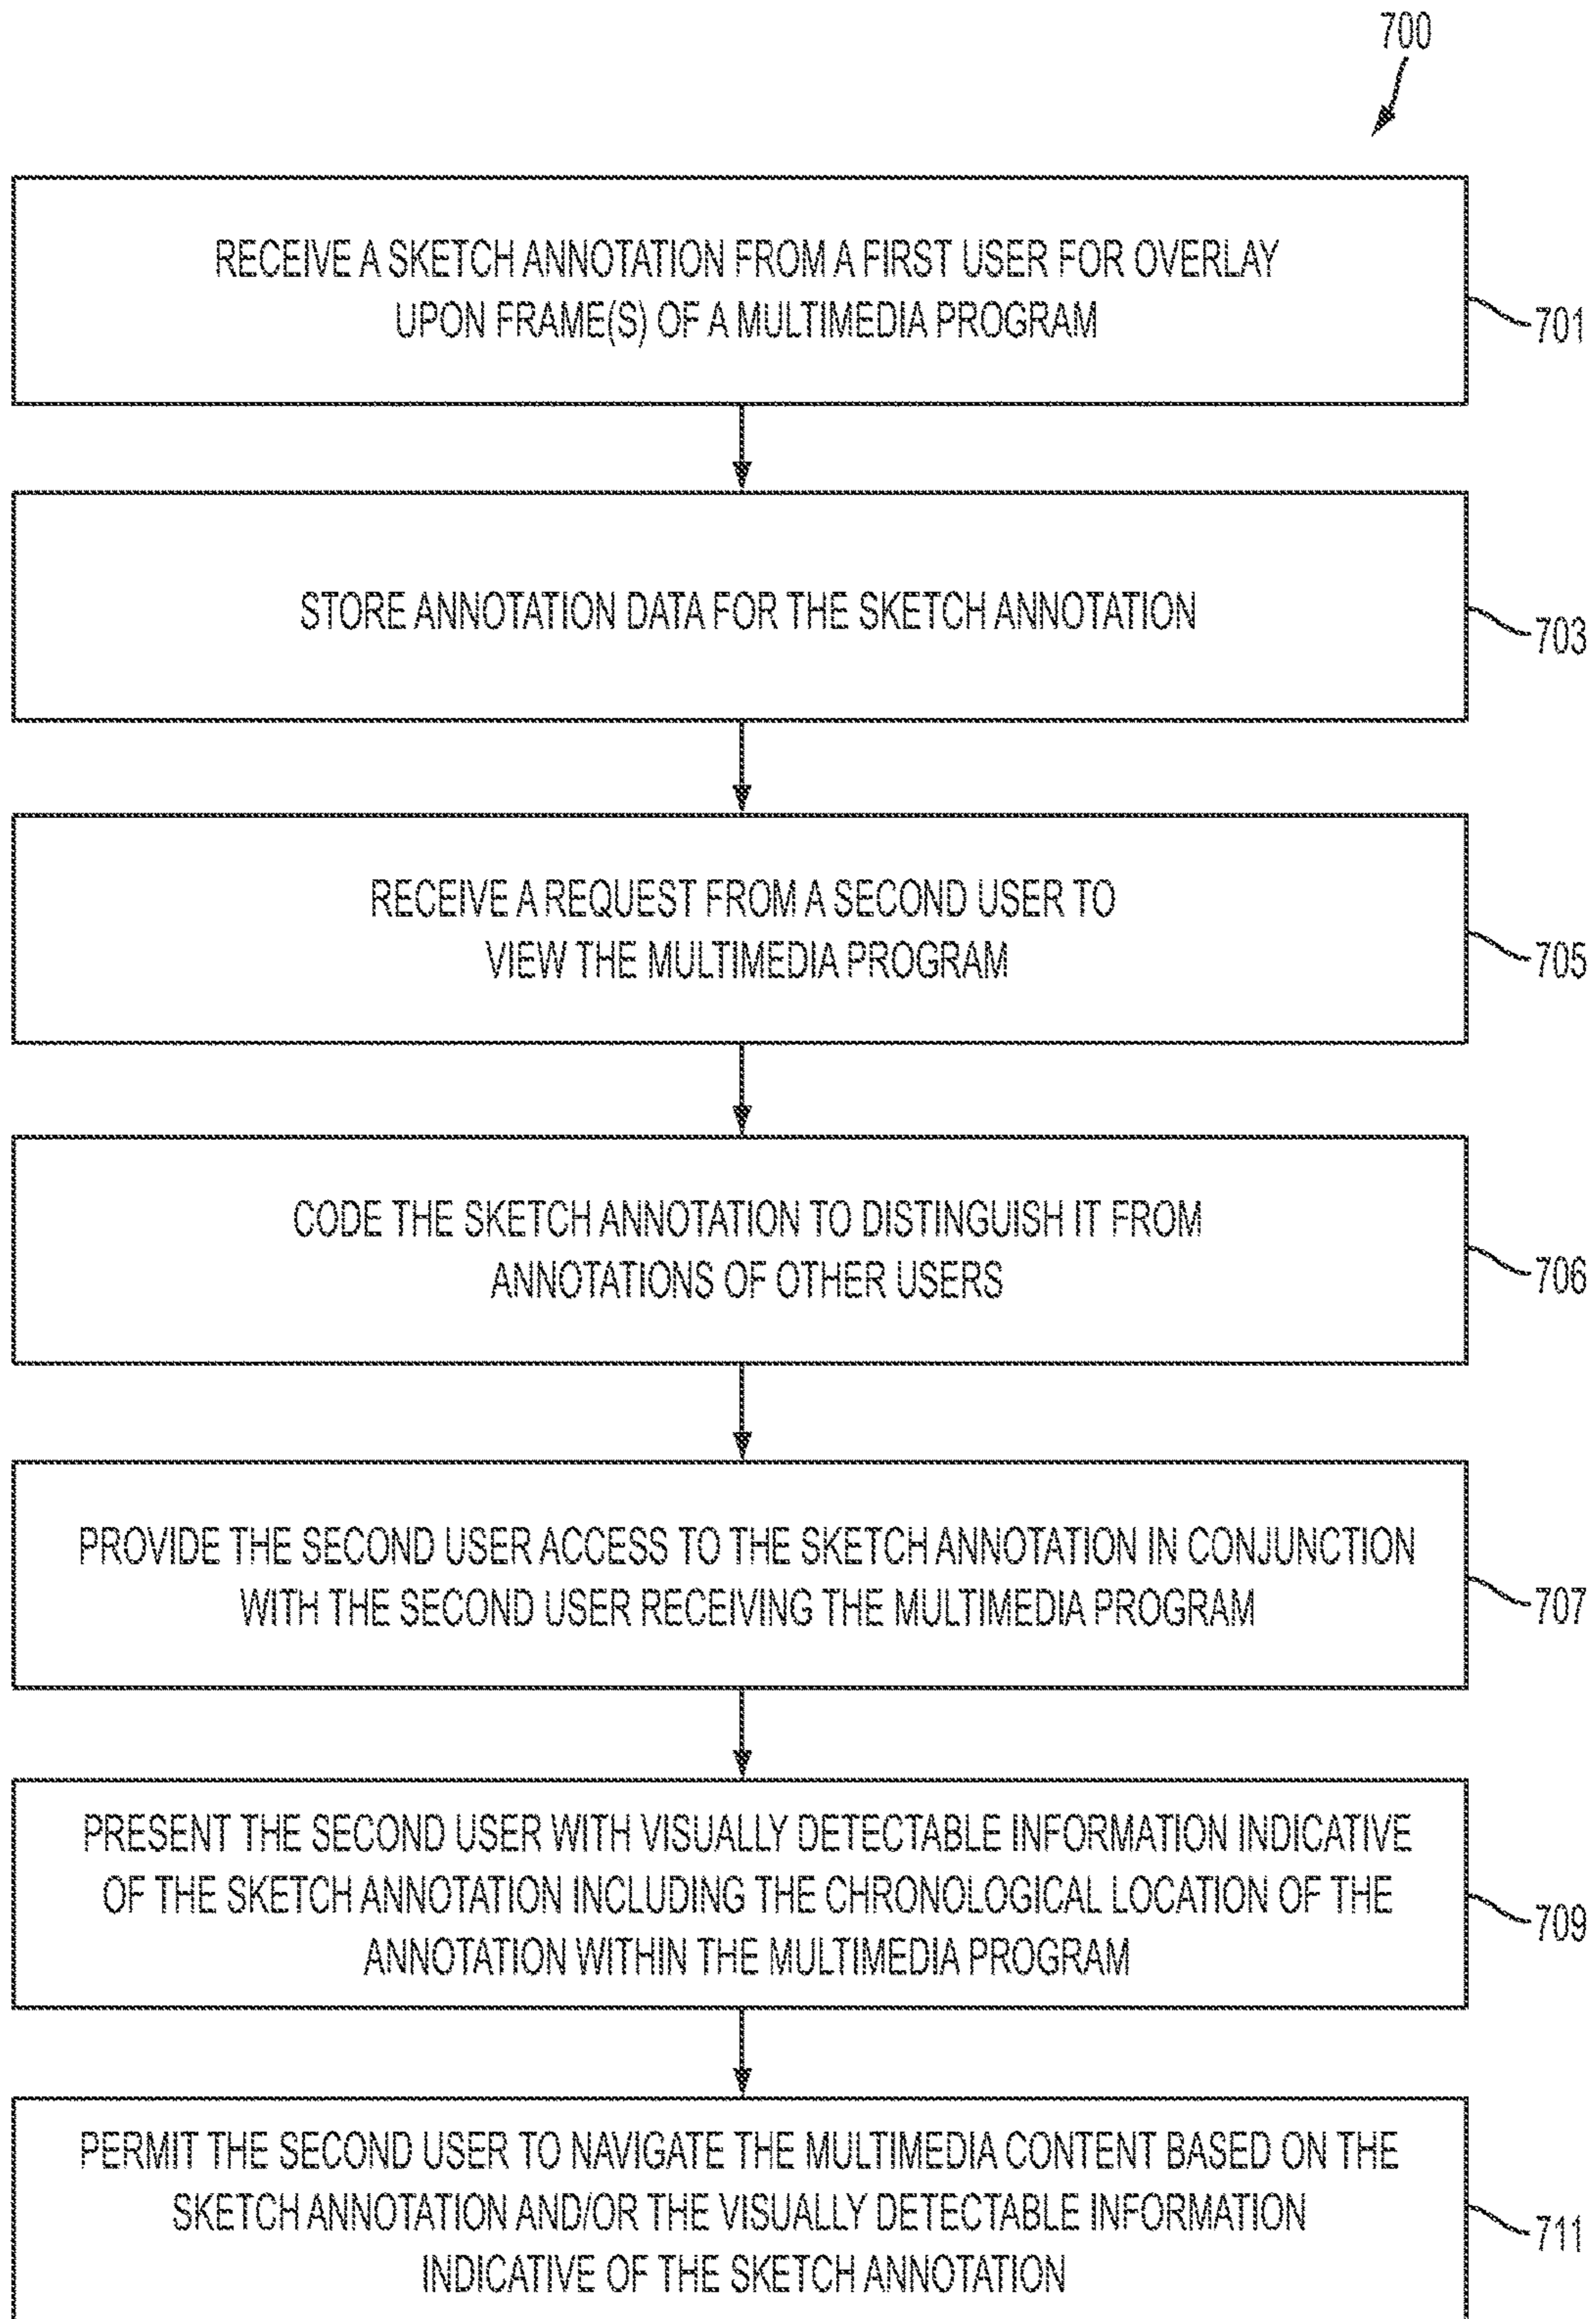 700
RECEIVE A SKETCH ANNOTATION FROM A FIRST USER FOR OVERLAY
UPON FRAME(S) OF A MULTIMEDIA PROGRAM
701
STORE ANNOTATION DATA FOR THE SKETCH ANNOTATION
703
RECEIVE A REQUEST FROM A SECOND USER TO
VIEW THE MULTIMEDIA PROGRAM
705
CODE THE SKETCH ANNOTATION TO DISTINGUISH IT FROM
ANNOTATIONS OF OTHER USERS
706
PROVIDE THE SECOND USER ACCESS TO THE SKETCH ANNOTATION IN CONJUNCTION
WITH THE SECOND USER RECEIVING THE MULTIMEDIA PROGRAM
707
PRESENT THE SECOND USER WITH VISUALLY DETECTABLE INFORMATION INDICATIVE
OF THE SKETCH ANNOTATION INCLUDING THE CHRONOLOGICAL LOCATION OF THE
ANNOTATION WITHIN THE MULTIMEDIA PROGRAM
709
PERMIT THE SECOND USER TO NAVIGATE THE MULTIMEDIA CONTENT BASED ON THE
SKETCH ANNOTATION AND/OR THE VISUALLY DETECTABLE INFORMATION
INDICATIVE OF THE SKETCH ANNOTATION
711